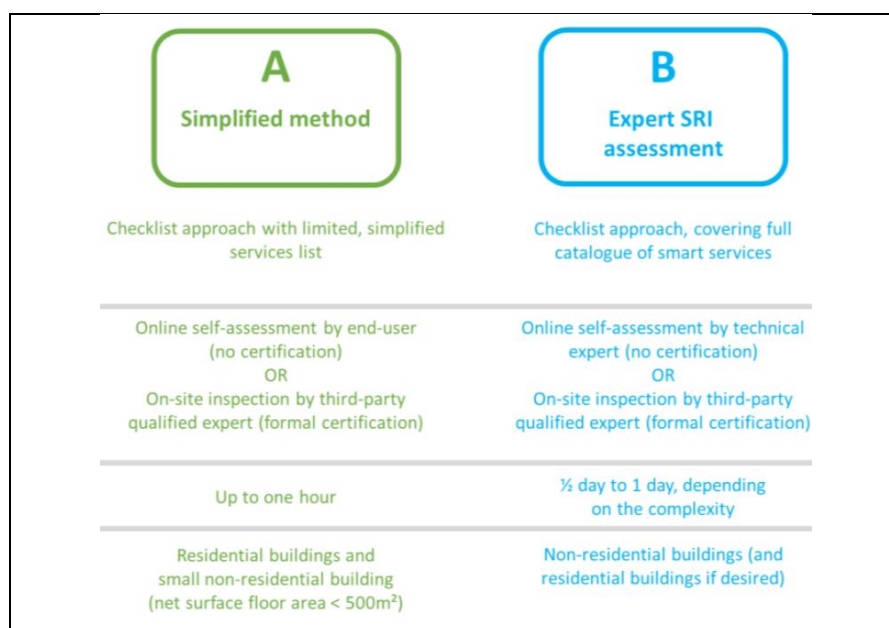 A
Simplified method
Checklist approach with limited, simplified
services list
Online self-assessment by end-user
(no certification)
OR
On-site inspection by third-party
qualified expert (formal certification)
Up to one hour
Residential buildings and
small non-residential building
(net surface floor area < 500m²)
B
Expert SRI
assessment
Checklist approach, covering full
catalogue of smart services
Online self-assessment by technical
expert (no certification)
OR
On-site inspection by third-party
qualified expert (formal certification)
½ day to 1 day, depending
on the complexity
Non-residential buildings (and
residential buildings if desired)